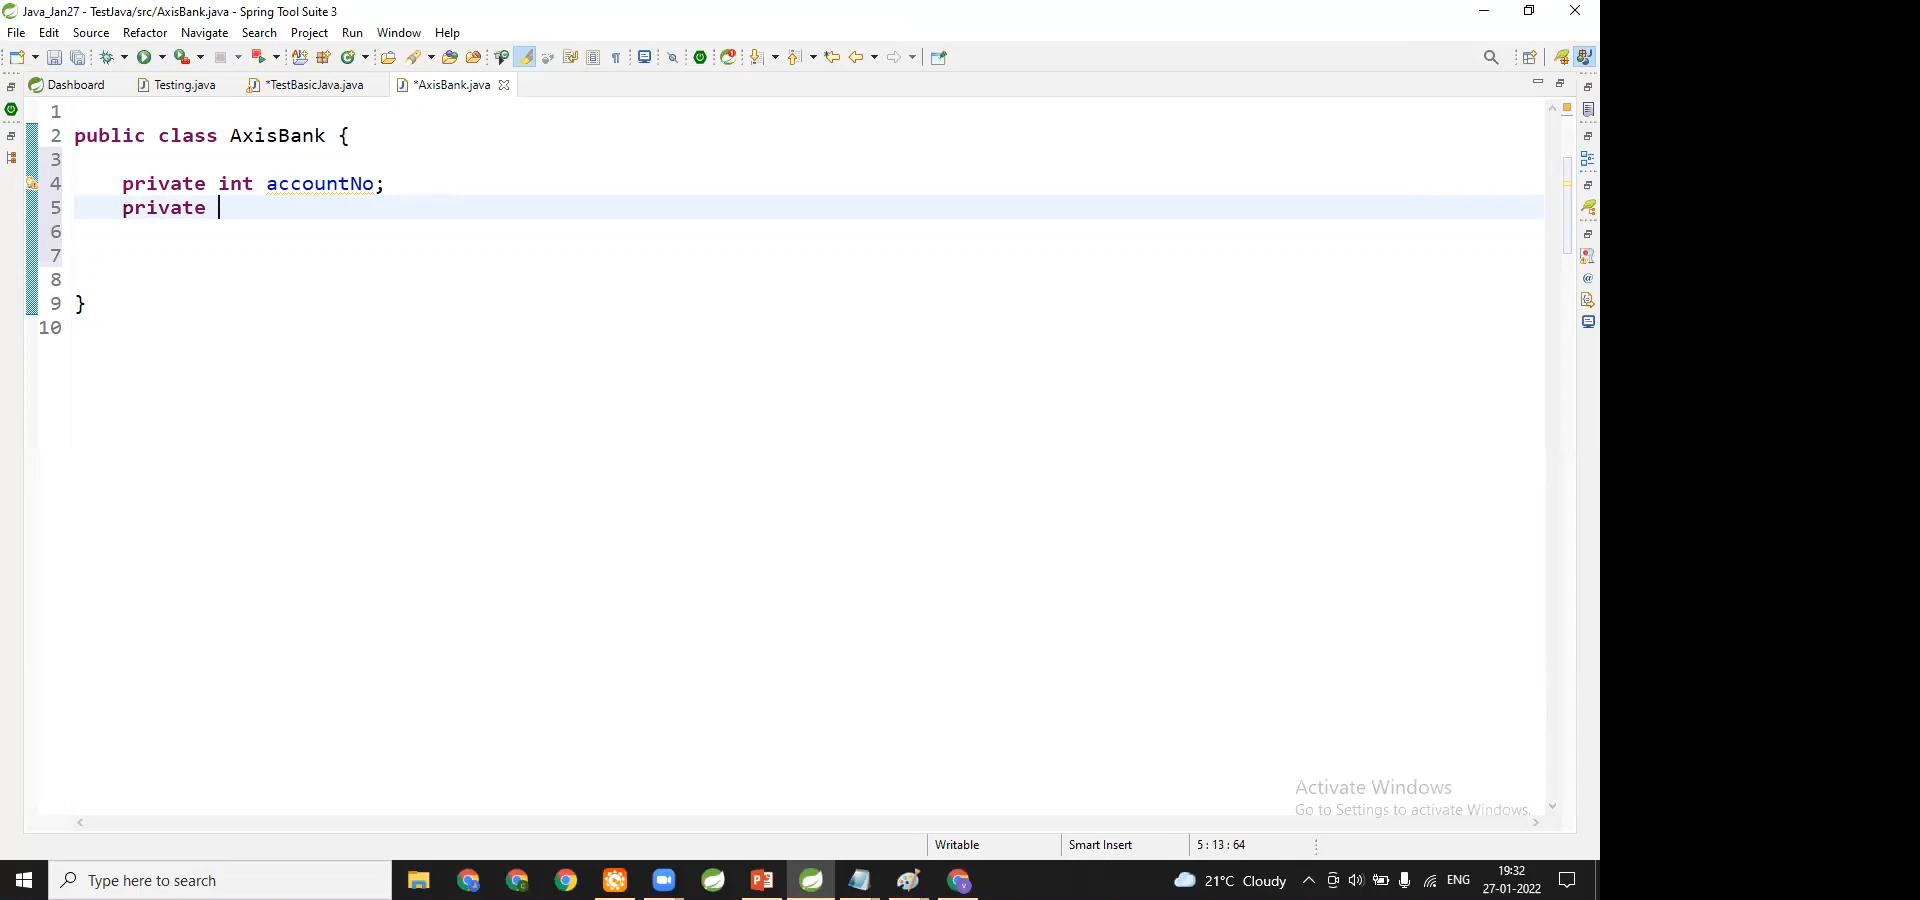 Java_Jan27 - TestJava/src/AxisBank.java - Spring Tool Suite 3
File Edit Source Refactor Navigate Search Project Run Window Help
Dashboard Testing.java *TestBasicJava.java *AxisBank.java
1
2 public class AxisBank {
3
4 private int accountNo;
5 private
6
7
8
9 }
10
Activate Windows
Go to Settings to activate Windows.
Writable Smart Insert 5 : 13 : 64
Type here to search
21°C Cloudy ENG
19:32
27-01-2022